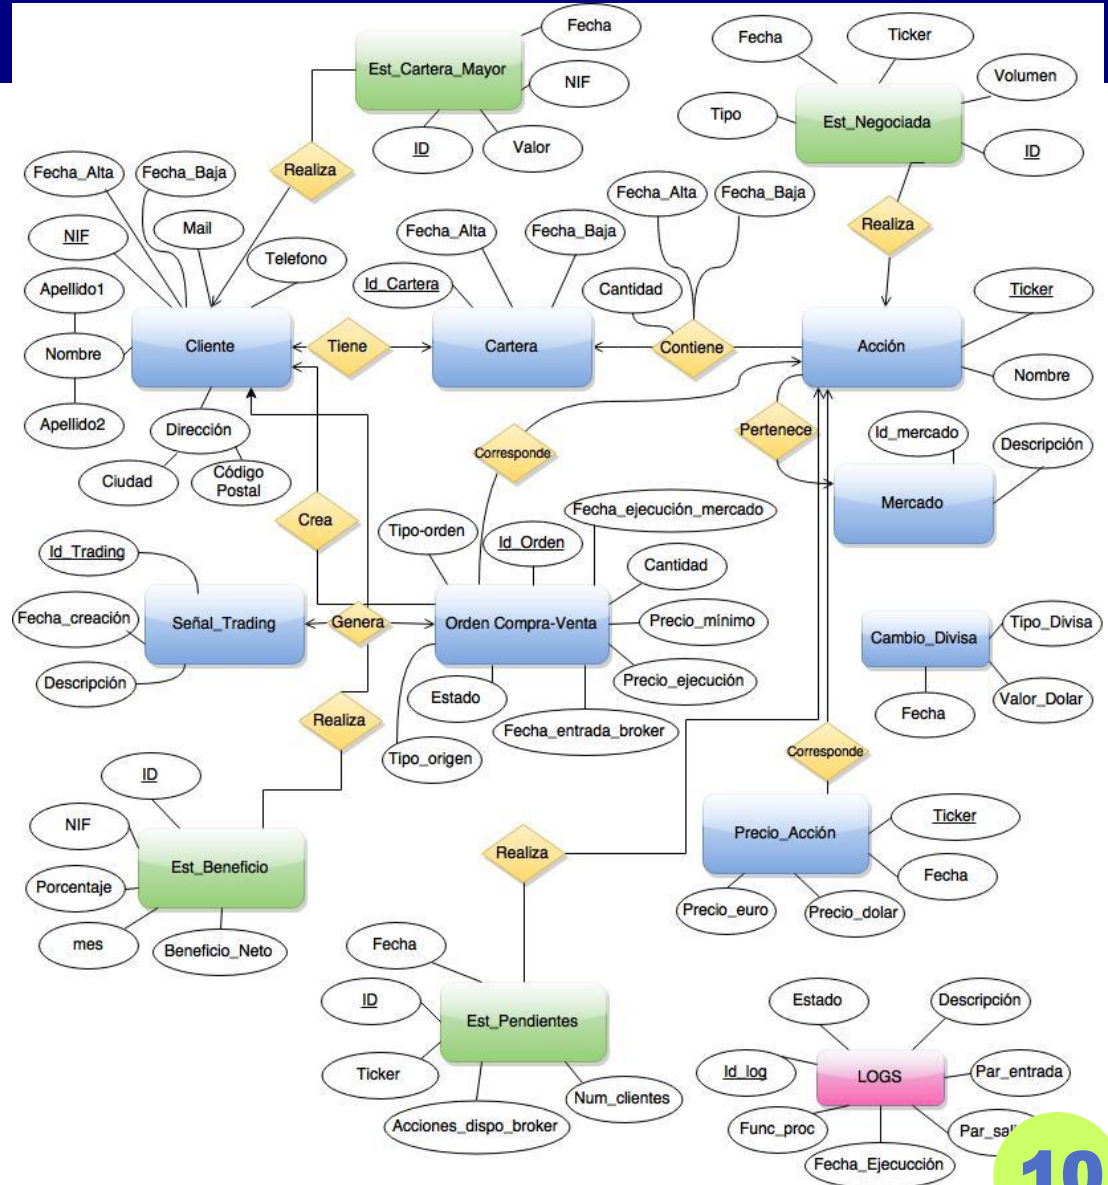 Fecha
Est_Cartera_Mayor
NIF
ID
Valor
Realiza
Fecha
Ticker
Volumen
Tipo
Est_Negociada
ID
Realiza
Fecha_Alta
Fecha_Baja
NIF
Mail
Telefono
Apellido1
Nombre
Apellido2
Cliente
Dirección
Ciudad
Código
Postal
Tiene
Fecha_Alta
Fecha_Baja
Id_Cartera
Cartera
Fecha_Alta
Fecha_Baja
Cantidad
Contiene
Ticker
Acción
Nombre
Corresponde
Pertenece
Id_mercado
Descripción
Mercado
Crea
Tipo-orden
Id_Orden
Fecha_ejecución_mercado
Cantidad
Id_Trading
Fecha_creación
Señal_Trading
Descripción
Genera
Orden Compra-Venta
Precio_mínimo
Precio_ejecución
Estado
Fecha_entrada_broker
Tipo_origen
Cambio_Divisa
Tipo_Divisa
Valor_Dolar
Fecha
Realiza
Corresponde
ID
NIF
Est_Beneficio
Porcentaje
mes
Beneficio_Neto
Realiza
Precio_Acción
Ticker
Fecha
Precio_euro
Precio_dolar
Fecha
ID
Est_Pendientes
Ticker
Num_clientes
Acciones_dispo_broker
Estado
Descripción
Id_log
LOGS
Par_entrada
Func_proc
Fecha_Ejecucción
19